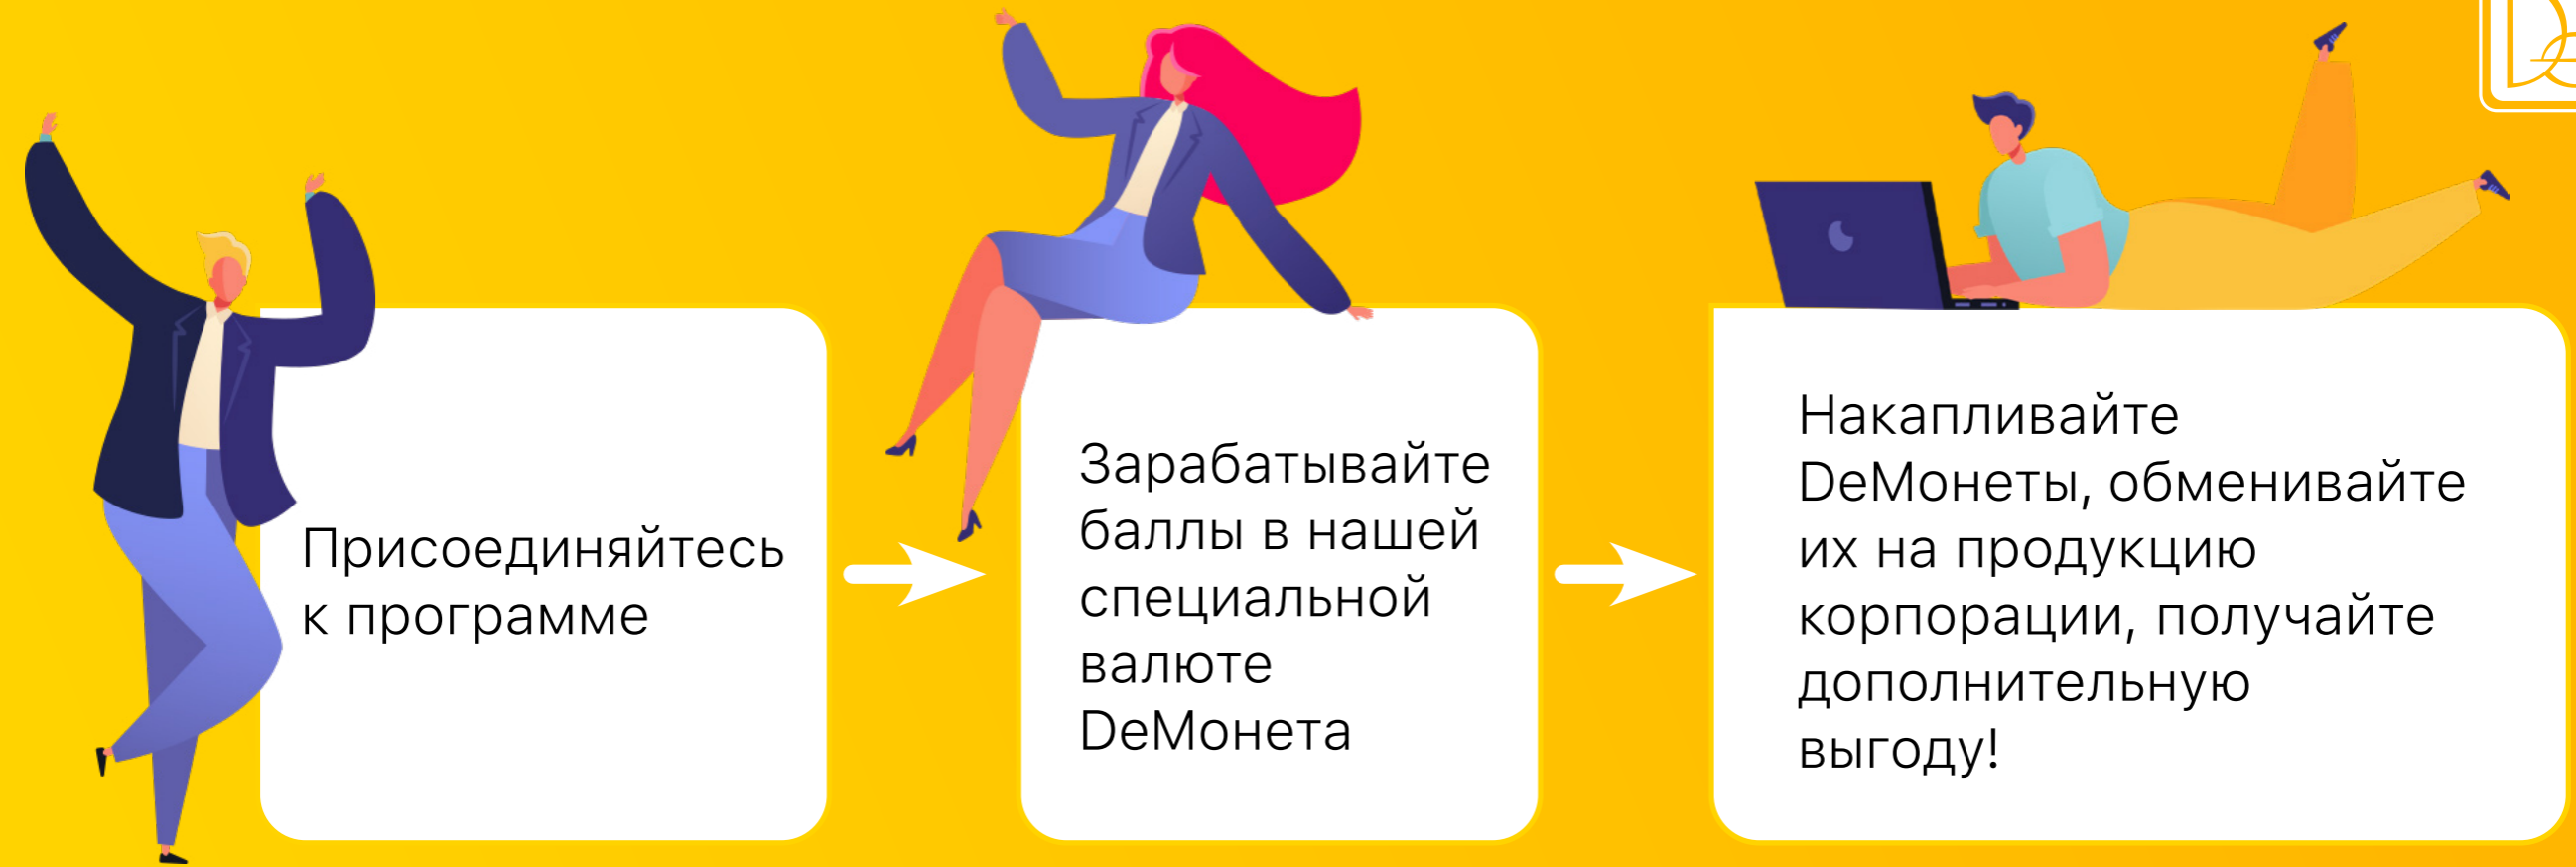 Присоединяйтесь
к программе
Зарабатывайте
баллы в нашей
специальной
валюте
DeМонета
Накапливайте
DeМонеты, обменивайте
их на продукцию
корпорации, получайте
дополнительную
выгоду!